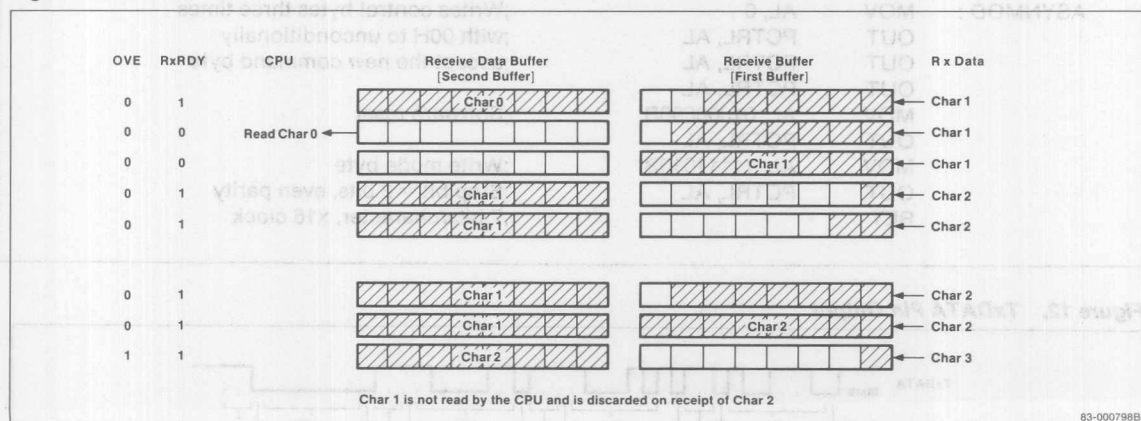 OVE RxRDY CPU Receive Data Buffer [Second Buffer] Receive Buffer [First Buffer] R x Data
0 1 Char 0 Char 1
0 0 Read Char 0 Char 1
0 0 Char 1 Char 1
0 1 Char 1 Char 2
0 1 Char 1 Char 2
0 1 Char 1 Char 2
0 1 Char 1 Char 2 Char 2
1 1 Char 2 Char 3
Char 1 is not read by the CPU and is discarded on receipt of Char 2
83-000798B